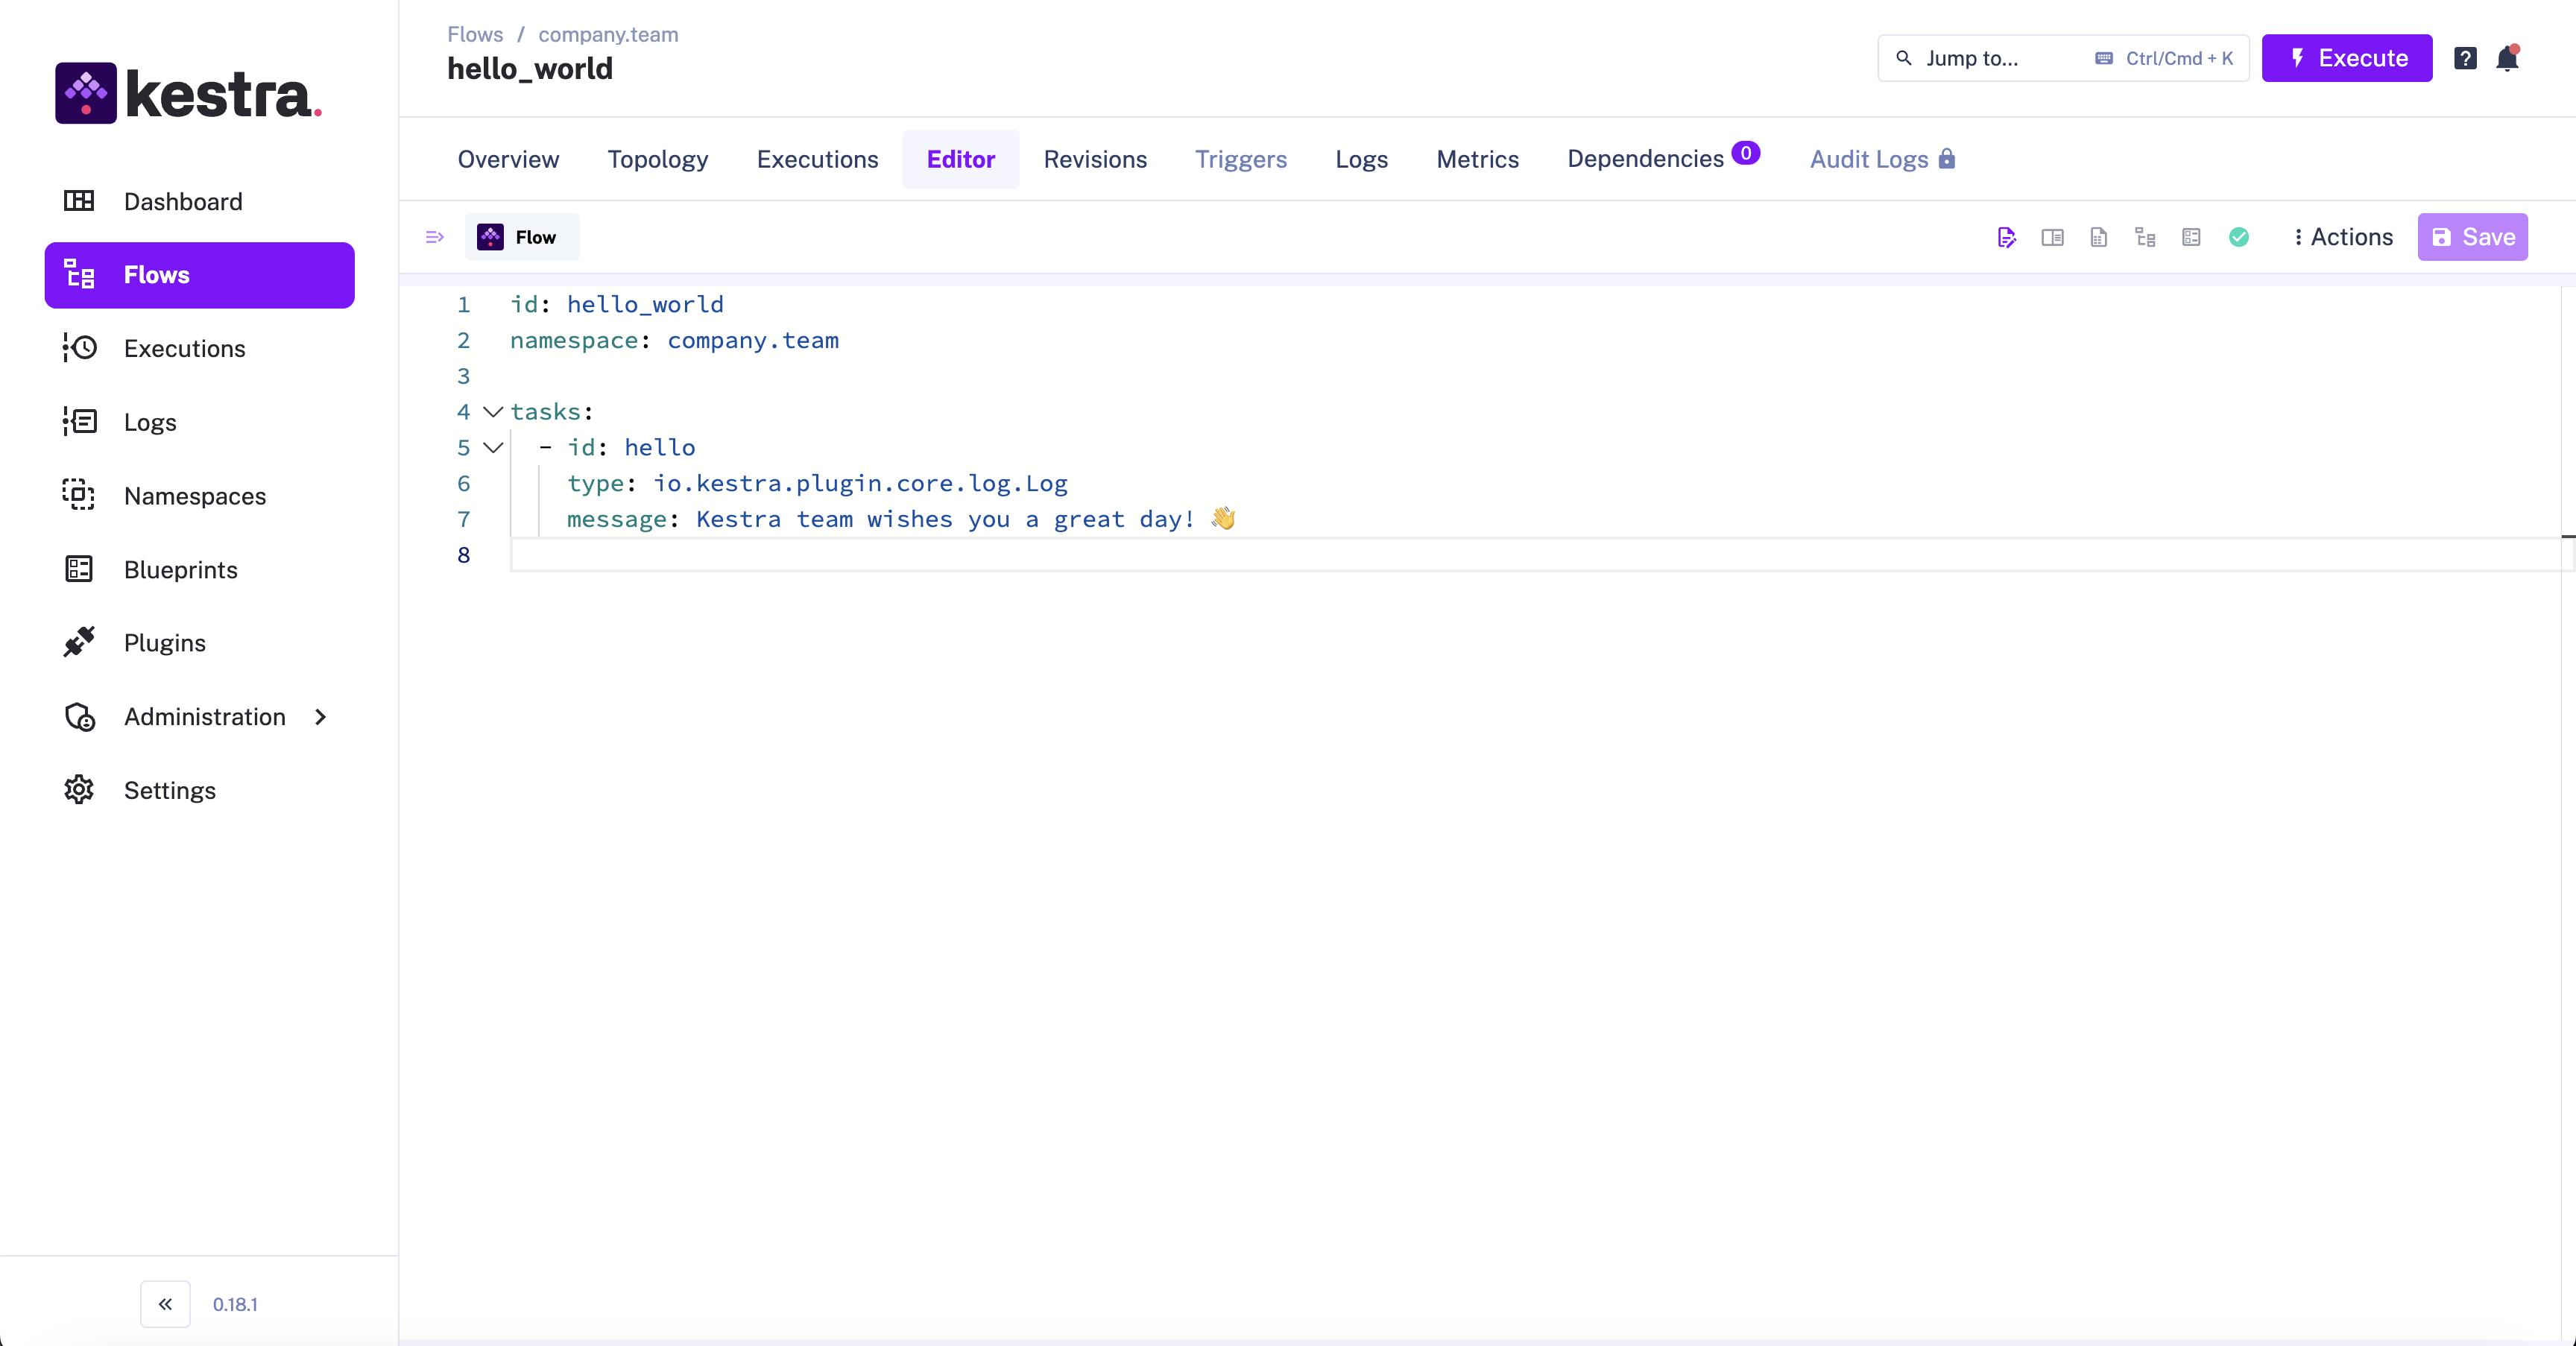 kestra.
Dashboard
Flows
Executions
Logs
Namespaces
Blueprints
Plugins
Administration
Settings
0.18.1
Flows / company.team
hello_world
Jump to... Ctrl/Cmd + K
Execute
Overview Topology Executions Editor Revisions Triggers Logs Metrics Dependencies 0 Audit Logs
Flow
Actions Save
1 id: hello_world
2 namespace: company.team
3
4 tasks:
5 - id: hello
6 type: io.kestra.plugin.core.log.Log
7 message: Kestra team wishes you a great day! 👋
8